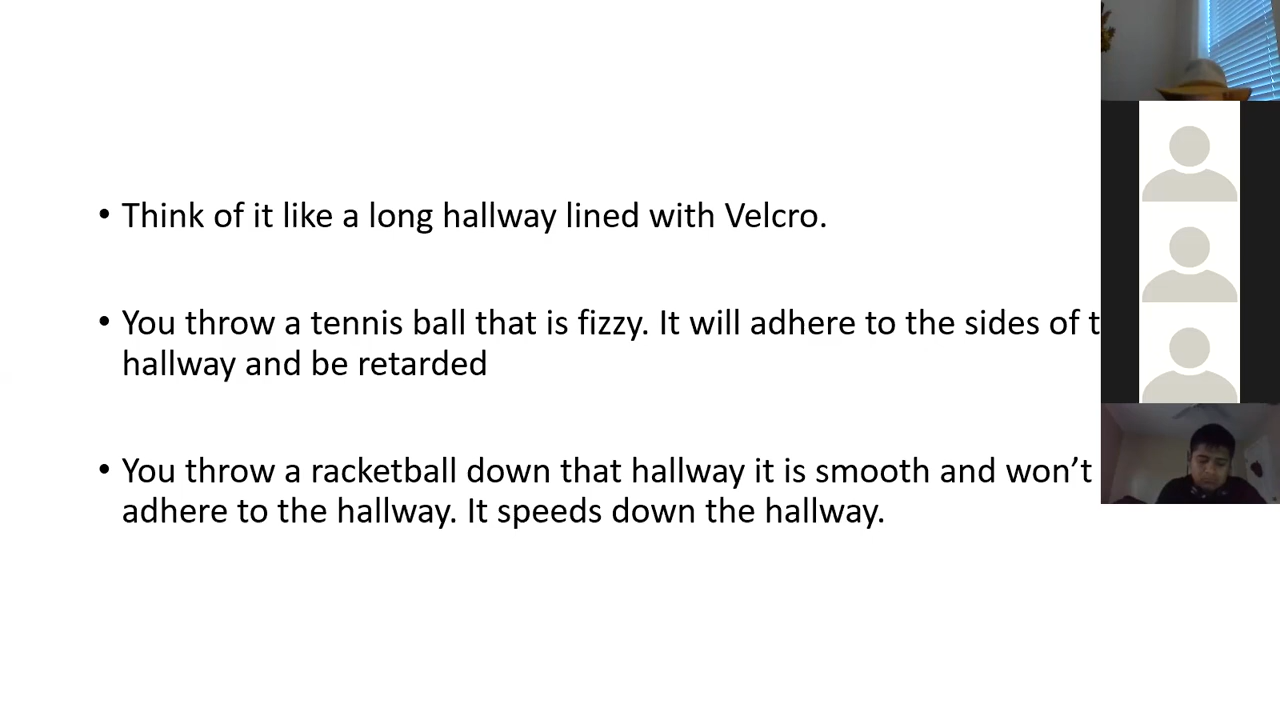 • Think of it like a long hallway lined with Velcro.
• You throw a tennis ball that is fizzy. It will adhere to the sides of
hallway and be retarded
• You throw a racketball down that hallway it is smooth and won’t
adhere to the hallway. It speeds down the hallway.